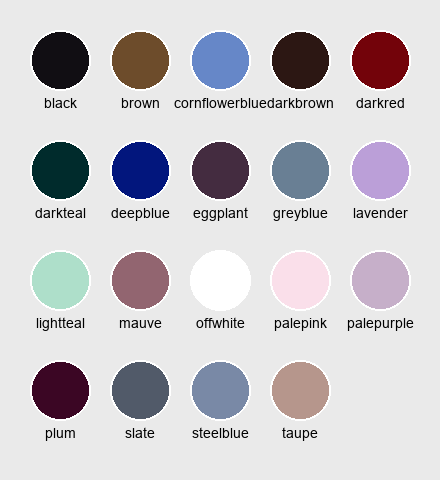 black brown cornflowerblue darkbrown darkred
darkteal deepblue eggplant greyblue lavender
lightteal mauve offwhite palepink palepurple
plum slate steelblue taupe